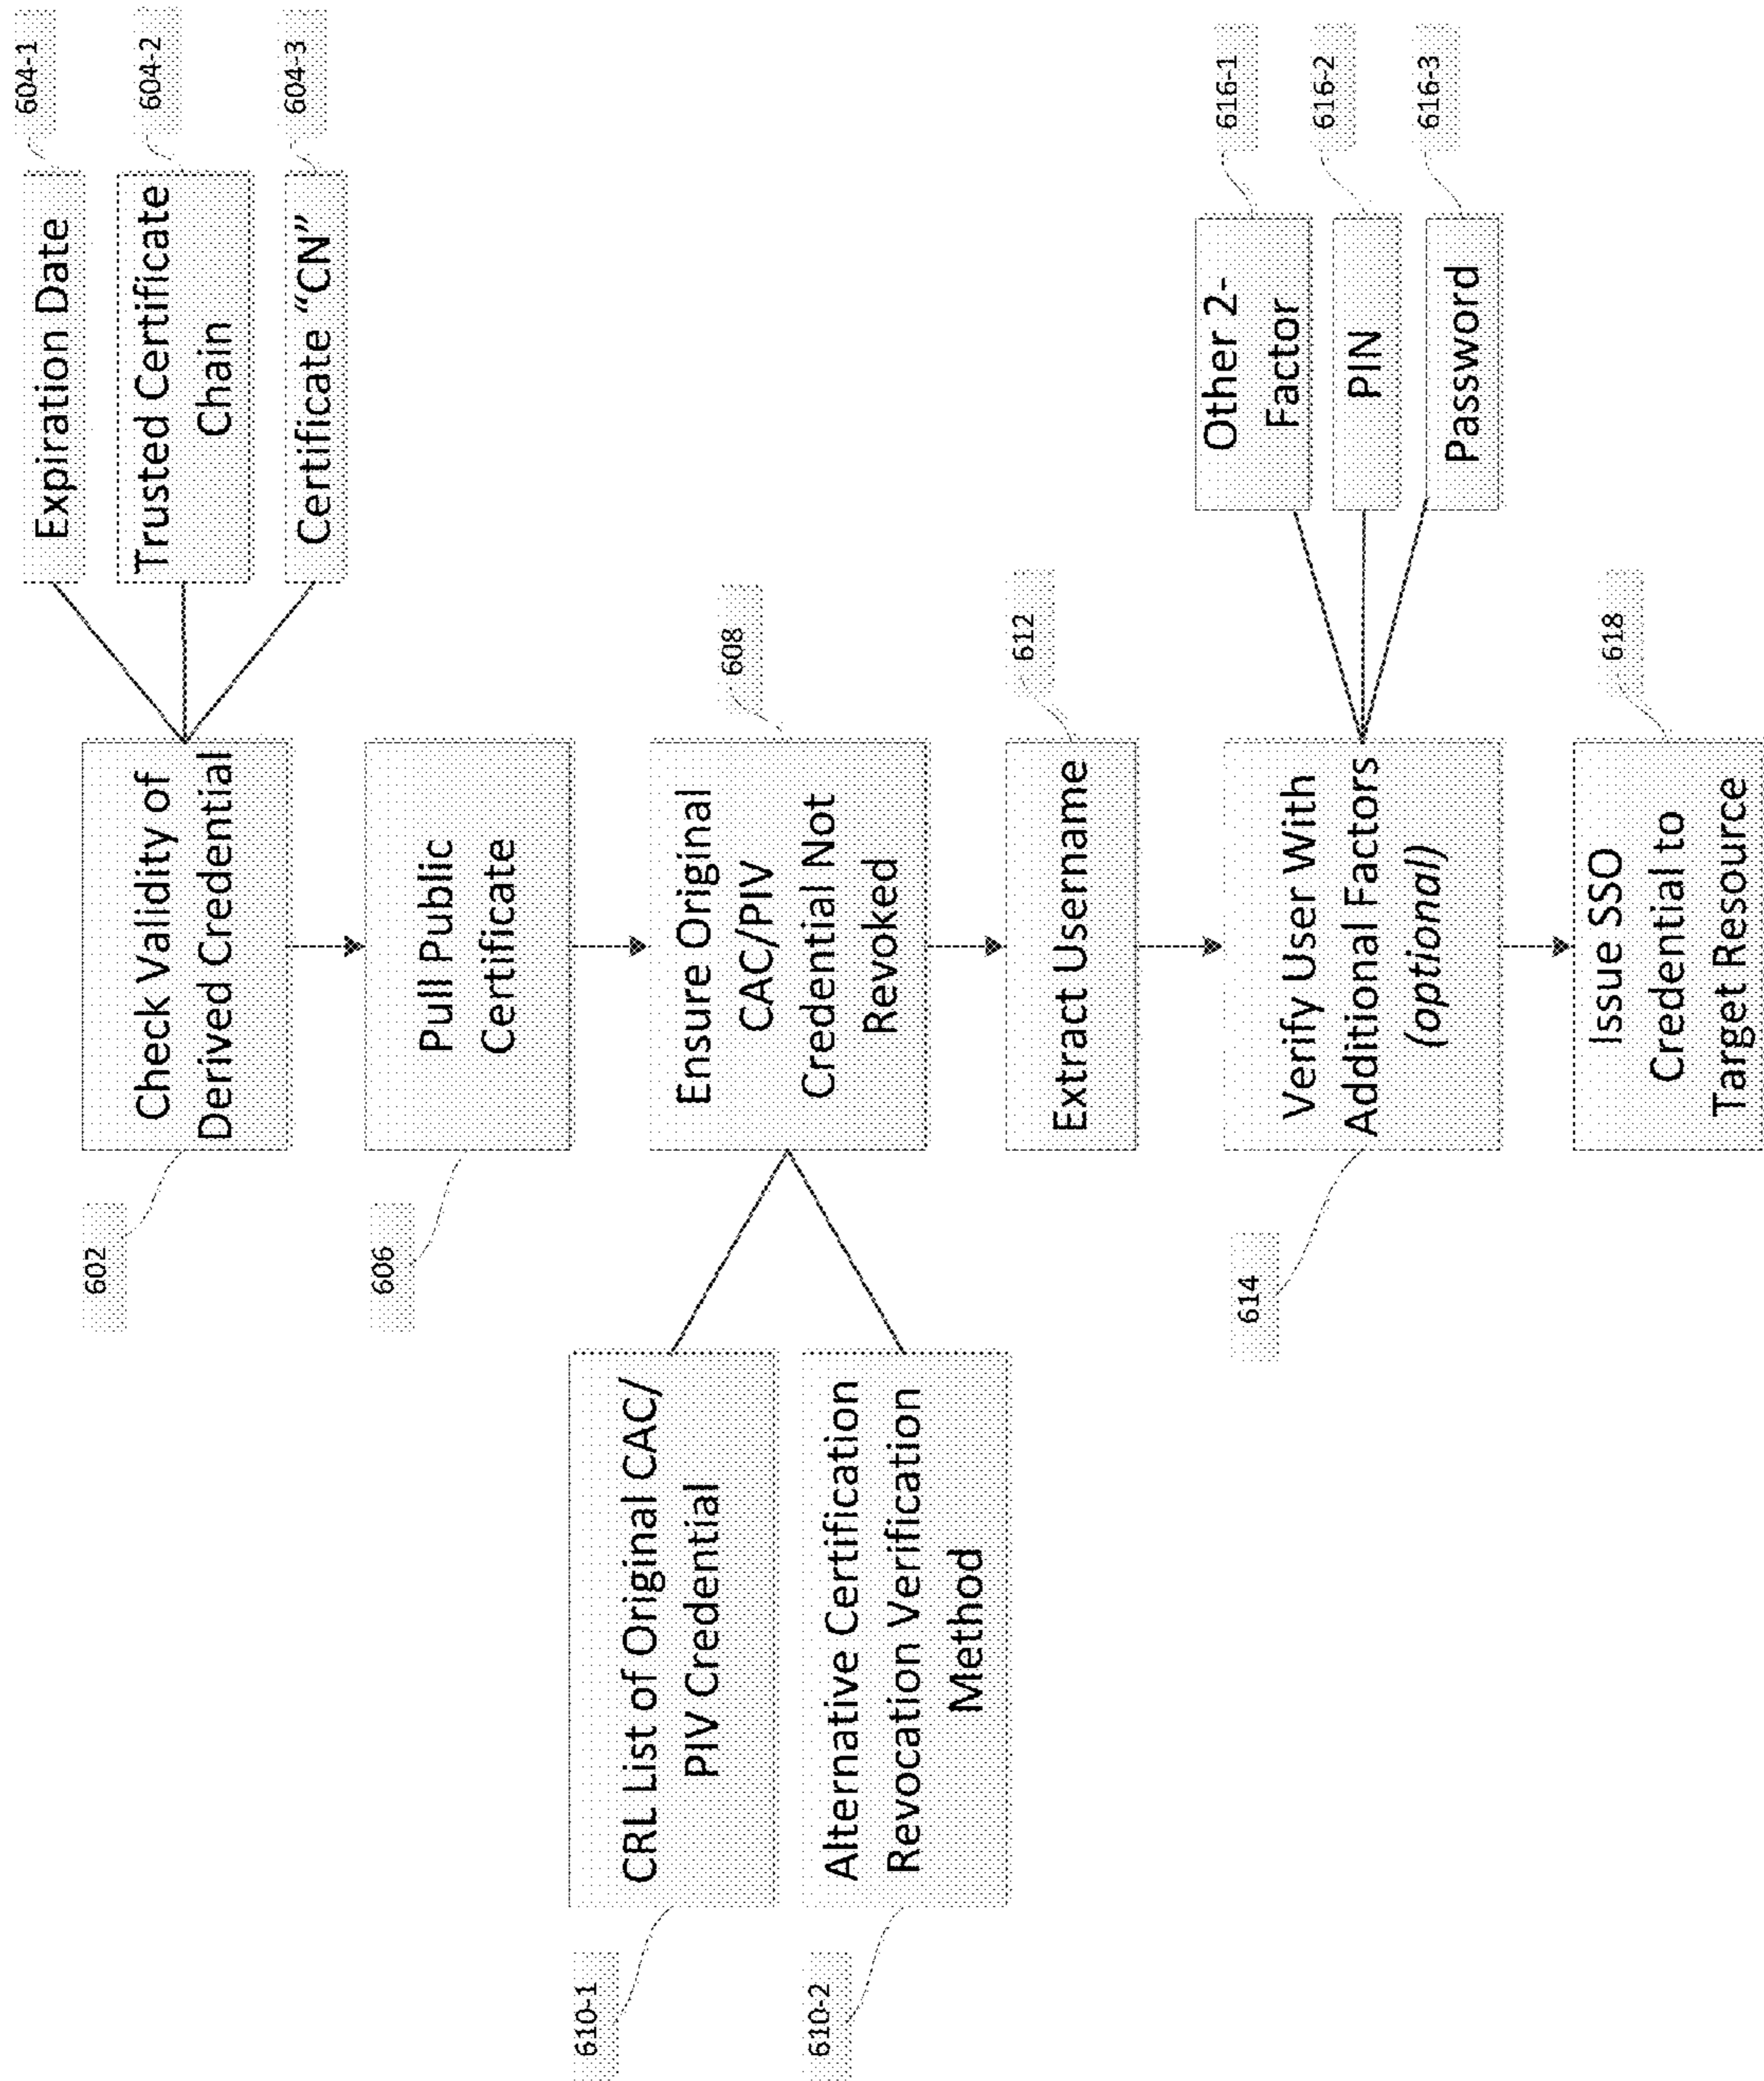 604-1
Expiration Date
604-2
Trusted Certificate
Chain
604-3
Certificate "CN"
602
Check Validity of
Derived Credential
606
Pull Public
Certificate
608
Ensure Original
CAC/PIV
Credential Not
Revoked
610-1
CRL List of Original CAC/
PIV Credential
610-2
Alternative Certification
Revocation Verification
Method
612
Extract Username
614
Verify User With
Additional Factors
(optional)
616-1
Other 2-
Factor
616-2
PIN
616-3
Password
618
Issue SSO
Credential to
Target Resource